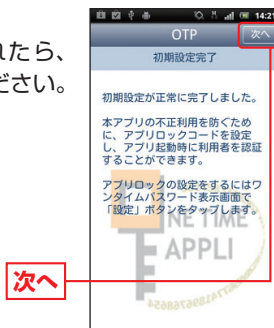 れたら、
ださい。
14:21
OTP
次へ
初期設定完了
初期設定が正常に完了しました。
本アプリの不正利用を防ぐため
に、アプリロックコードを設定
し、アプリ起動時に利用者を認証
することができます。
アプリロックの設定をするにはワ
ンタイムパスワード表示画面で
「設定」ボタンをタップします。
NE TIME
APPLI
次へ